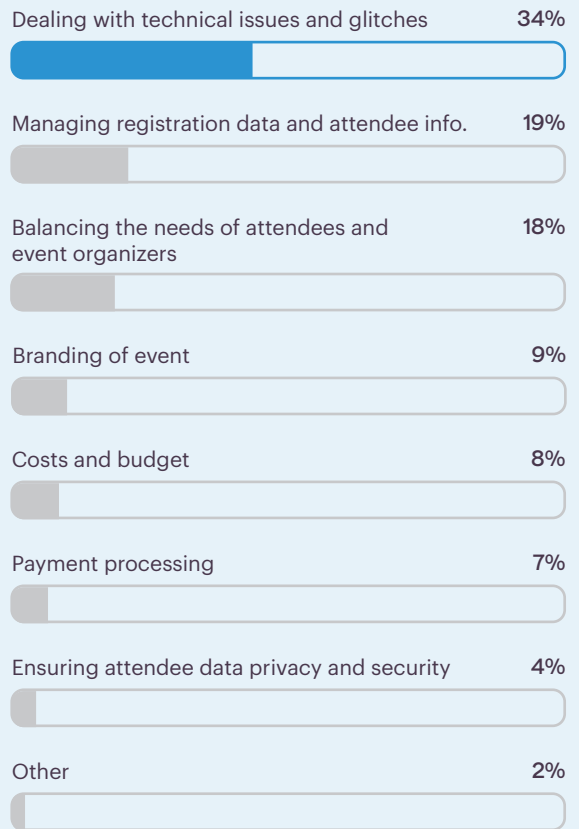 Dealing with technical issues and glitches 34%
Managing registration data and attendee info. 19%
Balancing the needs of attendees and 18%
event organizers
Branding of event 9%
Costs and budget 8%
Payment processing 7%
Ensuring attendee data privacy and security 4%
Other 2%